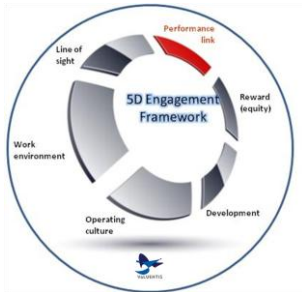 Performance
link
Line of
sight
5D Engagement
Framework
Reward
(equity)
Work
environment
Development
Operating
culture